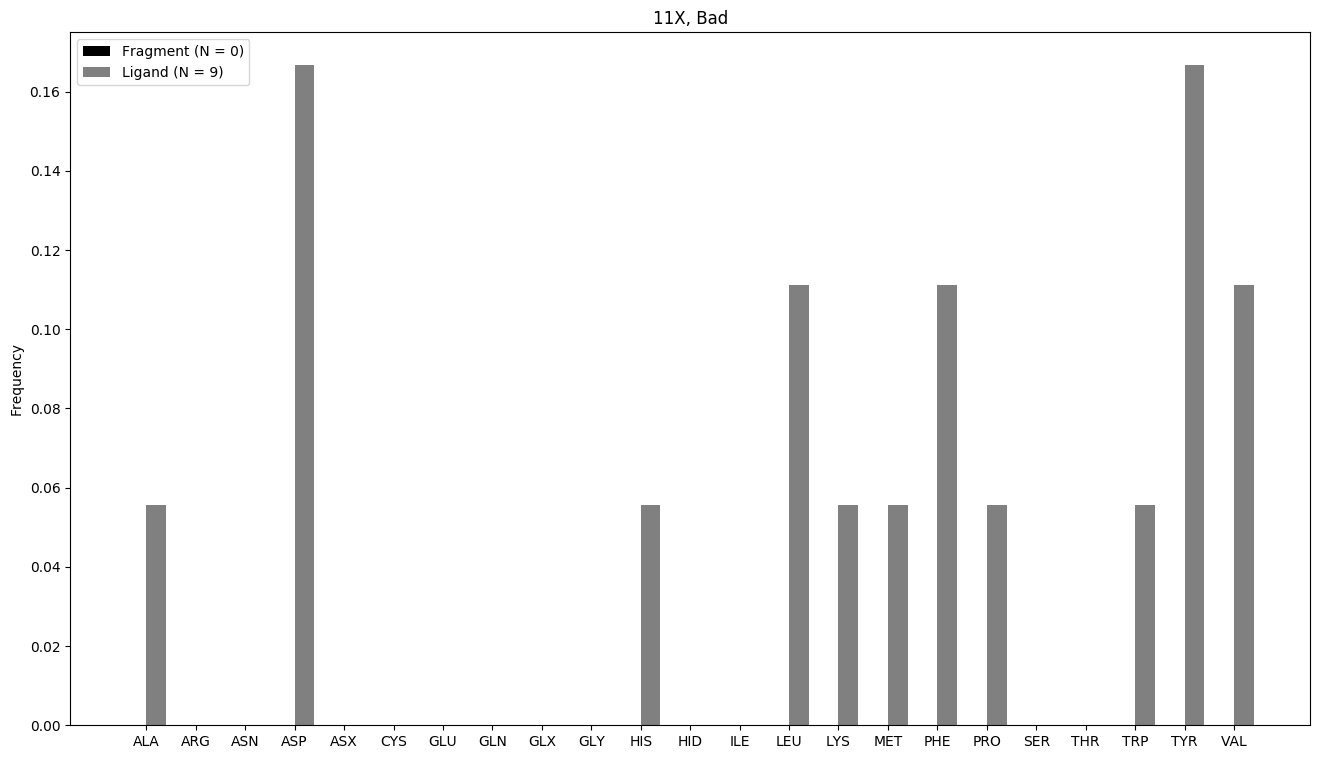 11X, Bad
Fragment (N = 0)
Ligand (N = 9)
Frequency
0.16
0.14
0.12
0.10
0.08
0.06
0.04
0.02
0.00
ALA ARG ASN ASP ASX CYS GLU GLN GLX GLY HIS HID ILE LEU LYS MET PHE PRO SER THR TRP TYR VAL